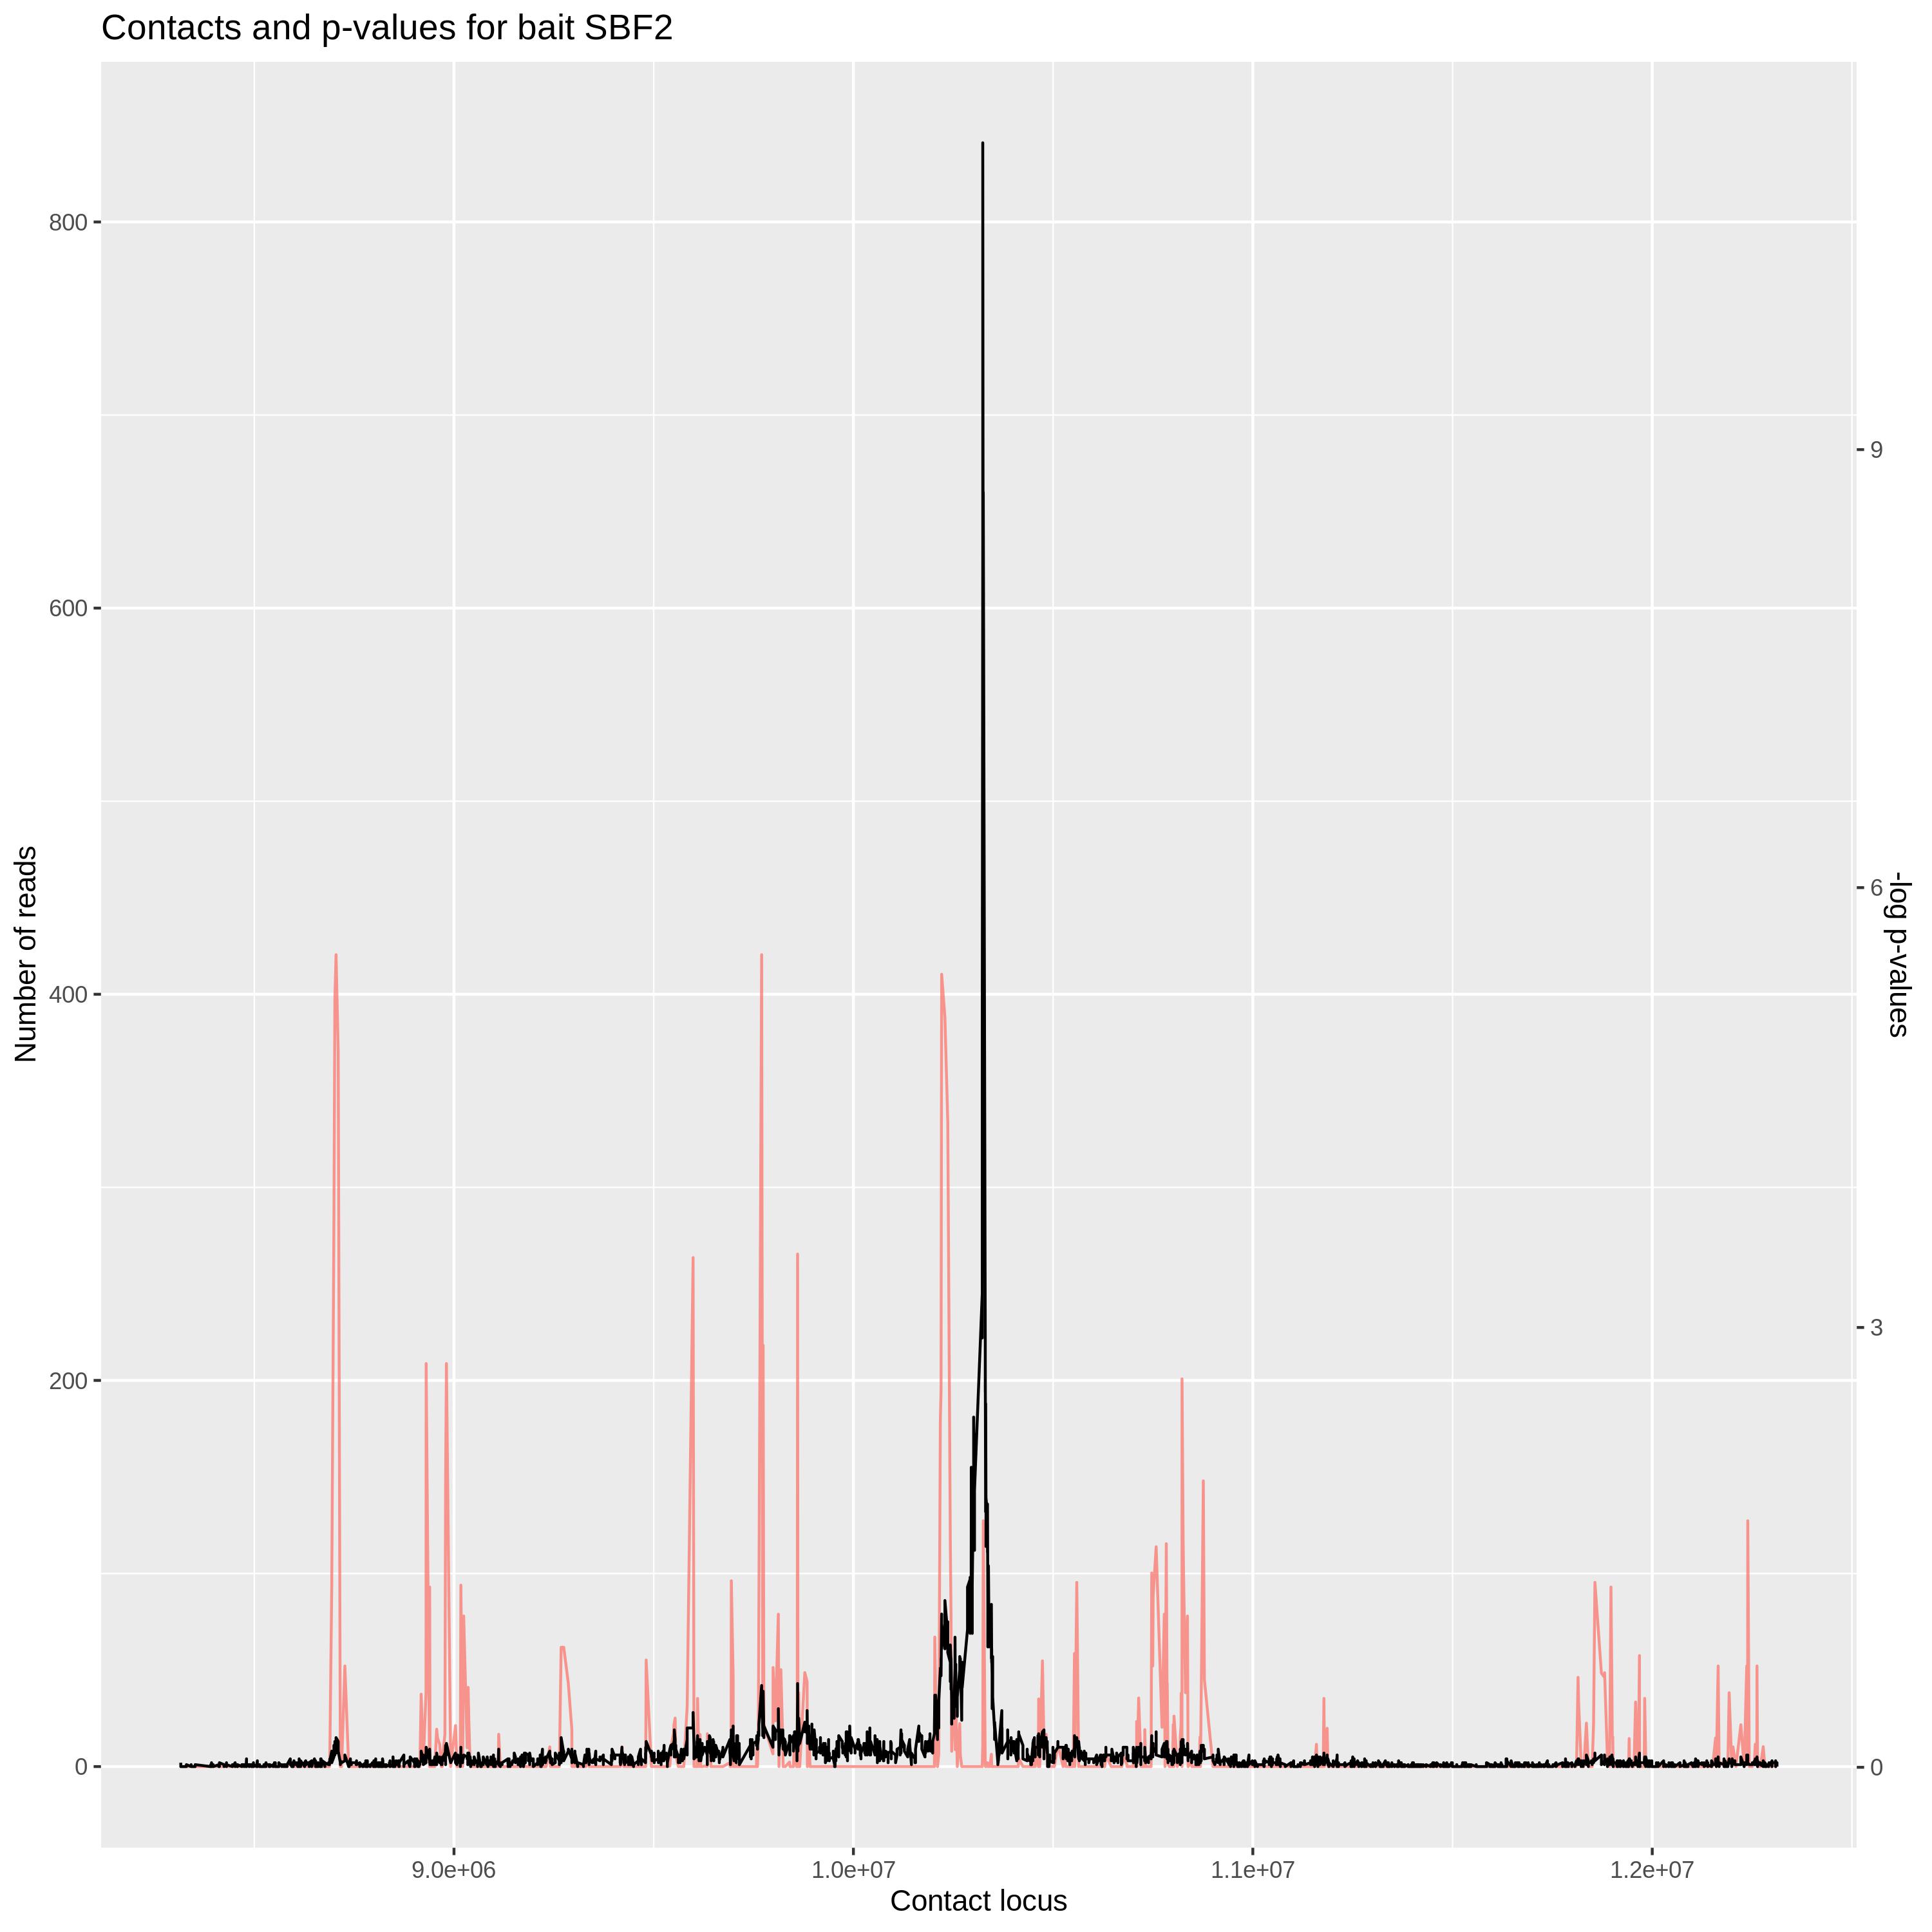 Contacts and p-values for bait SBF2
Number of reads
800
600
400
200
0
9
6
3
0
-log p-values
9.0e+06
1.0e+07
1.1e+07
1.2e+07
Contact locus